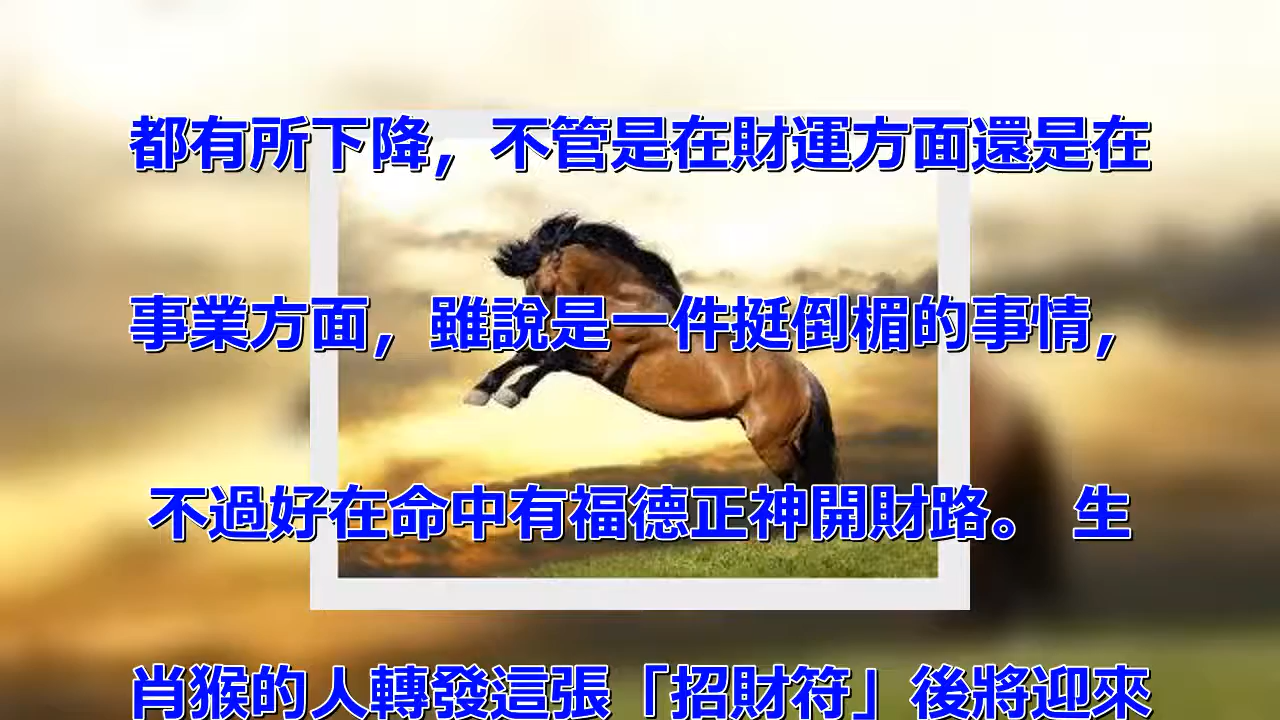 都有所下降，不管是在財運方面還是在
事業方面，雖說是一件挺倒楣的事情，
不過好在命中有福德正神開財路。 生
肖猴的人轉發這張「招財符」後將迎來